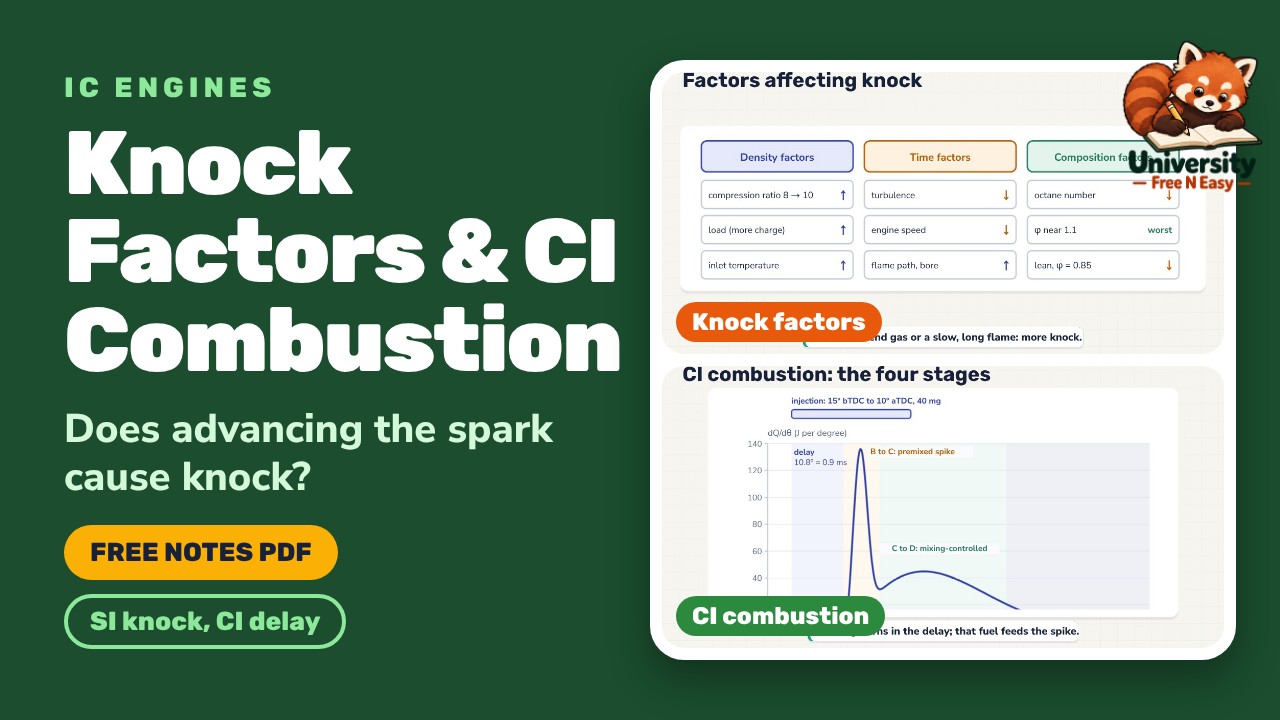 IC ENGINES
Knock
Factors & CI
Combustion
Does advancing the spark
cause knock?
FREE NOTES PDF
SI knock, CI delay
Factors affecting knock
Density factors
Time factors
Composition factors
compression ratio 8 → 10 ↑
turbulence ↓
octane number ↓
load (more charge) ↑
engine speed ↓
φ near 1.1 worst
inlet temperature ↑
flame path, bore ↑
lean, φ = 0.85 ↓
Knock factors
end gas or a slow, long flame: more knock.
CI combustion: the four stages
injection: 15° bTDC to 10° aTDC, 40 mg
dQ/dθ (J per degree)
140
120
100
80
60
40
delay
10.8° = 0.9 ms
B to C: premixed spike
C to D: mixing-controlled
CI combustion
in the delay; that fuel feeds the spike.
University
Free N Easy